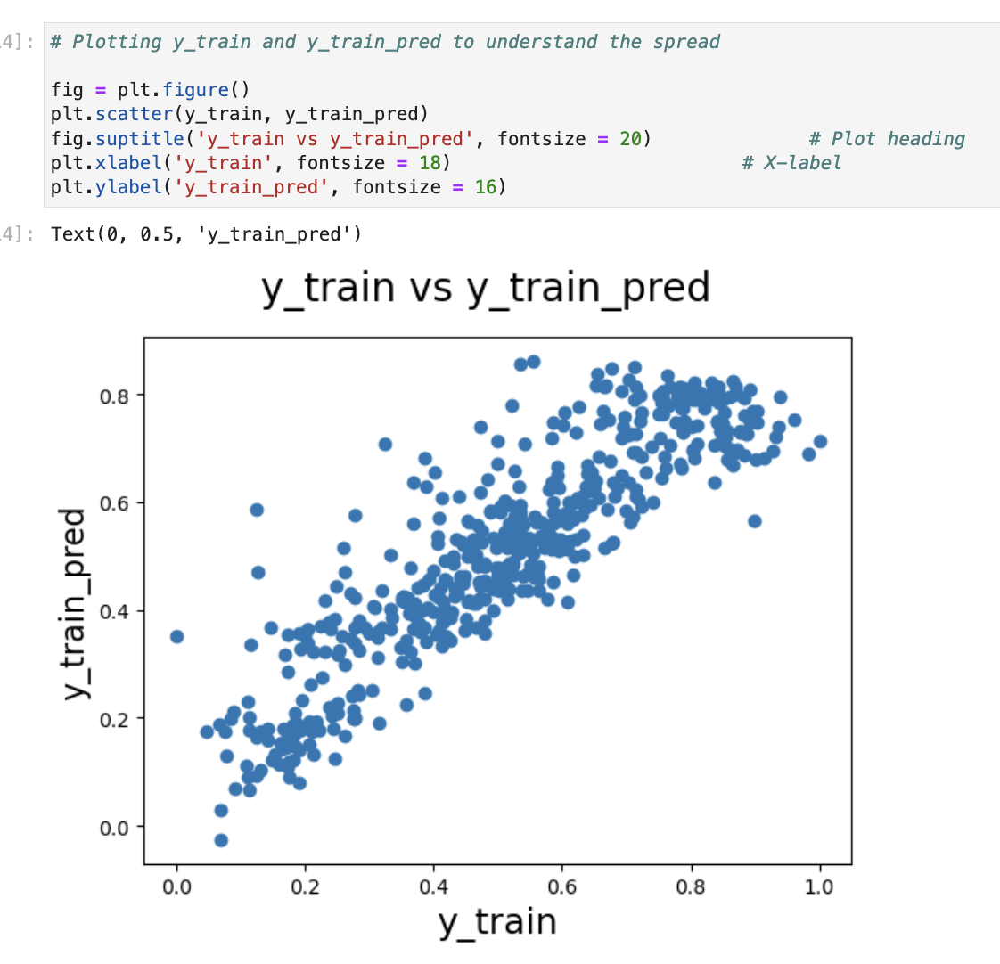 4]: # Plotting y_train and y_train_pred to understand the spread
fig = plt.figure()
plt.scatter(y_train, y_train_pred)
fig.suptitle('y_train vs y_train_pred', fontsize = 20) # Plot heading
plt.xlabel('y_train', fontsize = 18) # X-label
plt.ylabel('y_train_pred', fontsize = 16)
4]: Text(0, 0.5, 'y_train_pred')
y_train vs y_train_pred
y_train_pred
0.8
0.6
0.4
0.2
0.0
0.0 0.2 0.4 0.6 0.8 1.0
y_train